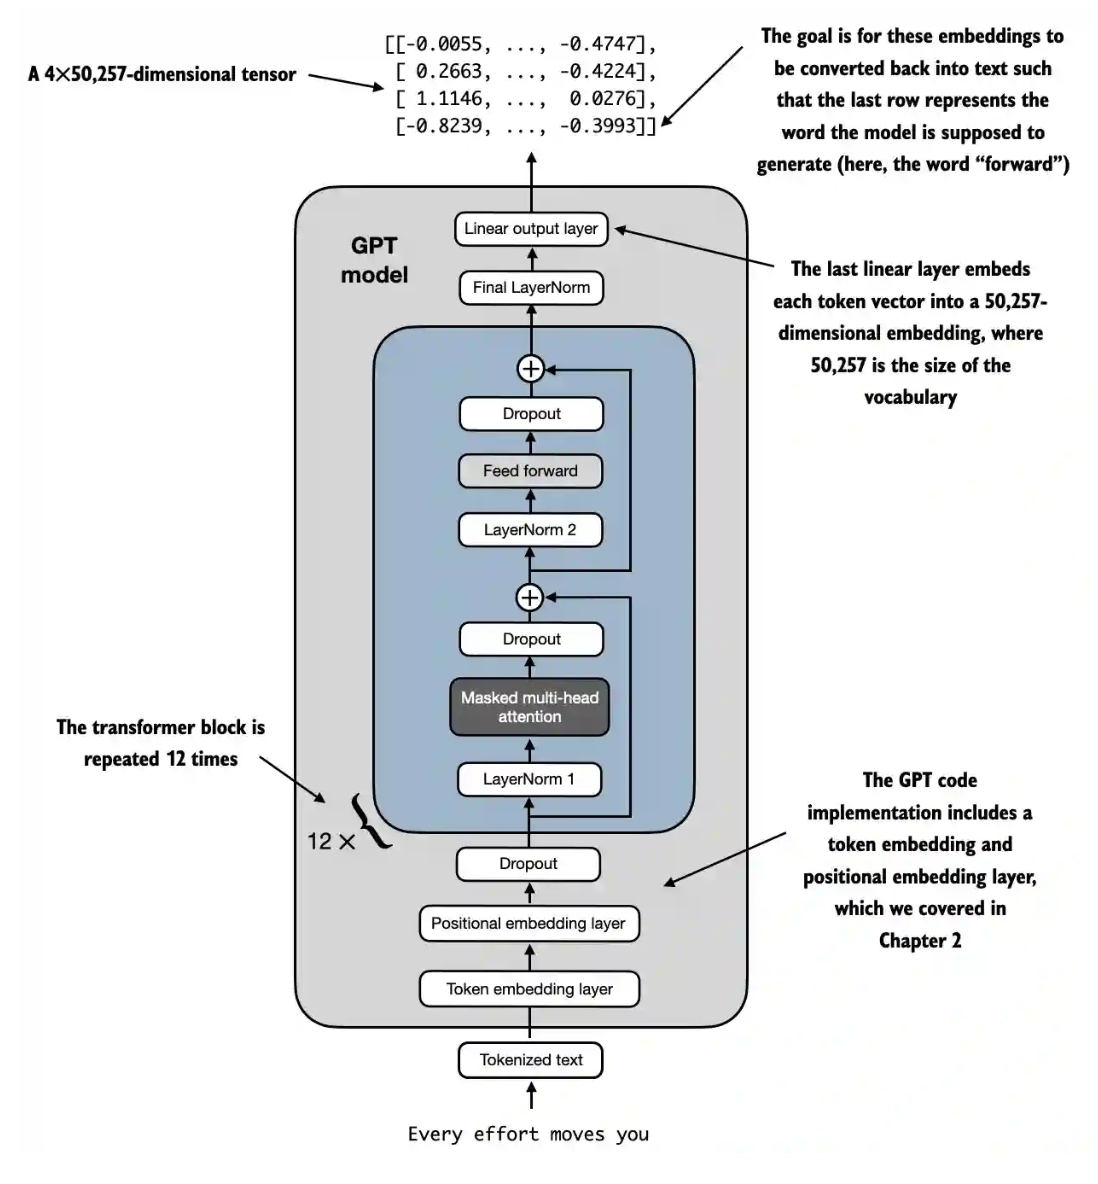 [[-0.0055, ..., -0.4747],
[ 0.2663, ..., -0.4224],
[ 1.1146, ..., 0.0276],
[-0.8239, ..., -0.3993]]
A 4×50,257-dimensional tensor
The goal is for these embeddings to
be converted back into text such
that the last row represents the
word the model is supposed to
generate (here, the word “forward”)
GPT
model
Linear output layer
Final LayerNorm
The last linear layer embeds
each token vector into a 50,257-
dimensional embedding, where
50,257 is the size of the
vocabulary
+
Dropout
Feed forward
LayerNorm 2
+
Dropout
Masked multi-head
attention
LayerNorm 1
The transformer block is
repeated 12 times
12 × {
Dropout
Positional embedding layer
Token embedding layer
The GPT code
implementation includes a
token embedding and
positional embedding layer,
which we covered in
Chapter 2
Tokenized text
Every effort moves you